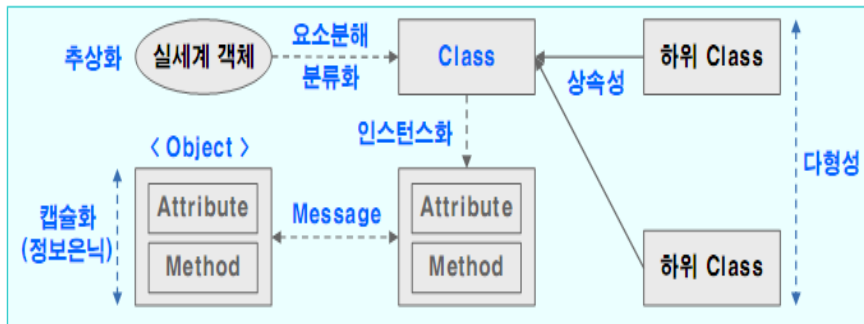 추상화
실세계 객체
요소분해
분류화
Class
상속성
하위 Class
인스턴스화
다형성
< Object >
캡슐화
(정보은닉)
Attribute
Method
Message
Attribute
Method
하위 Class